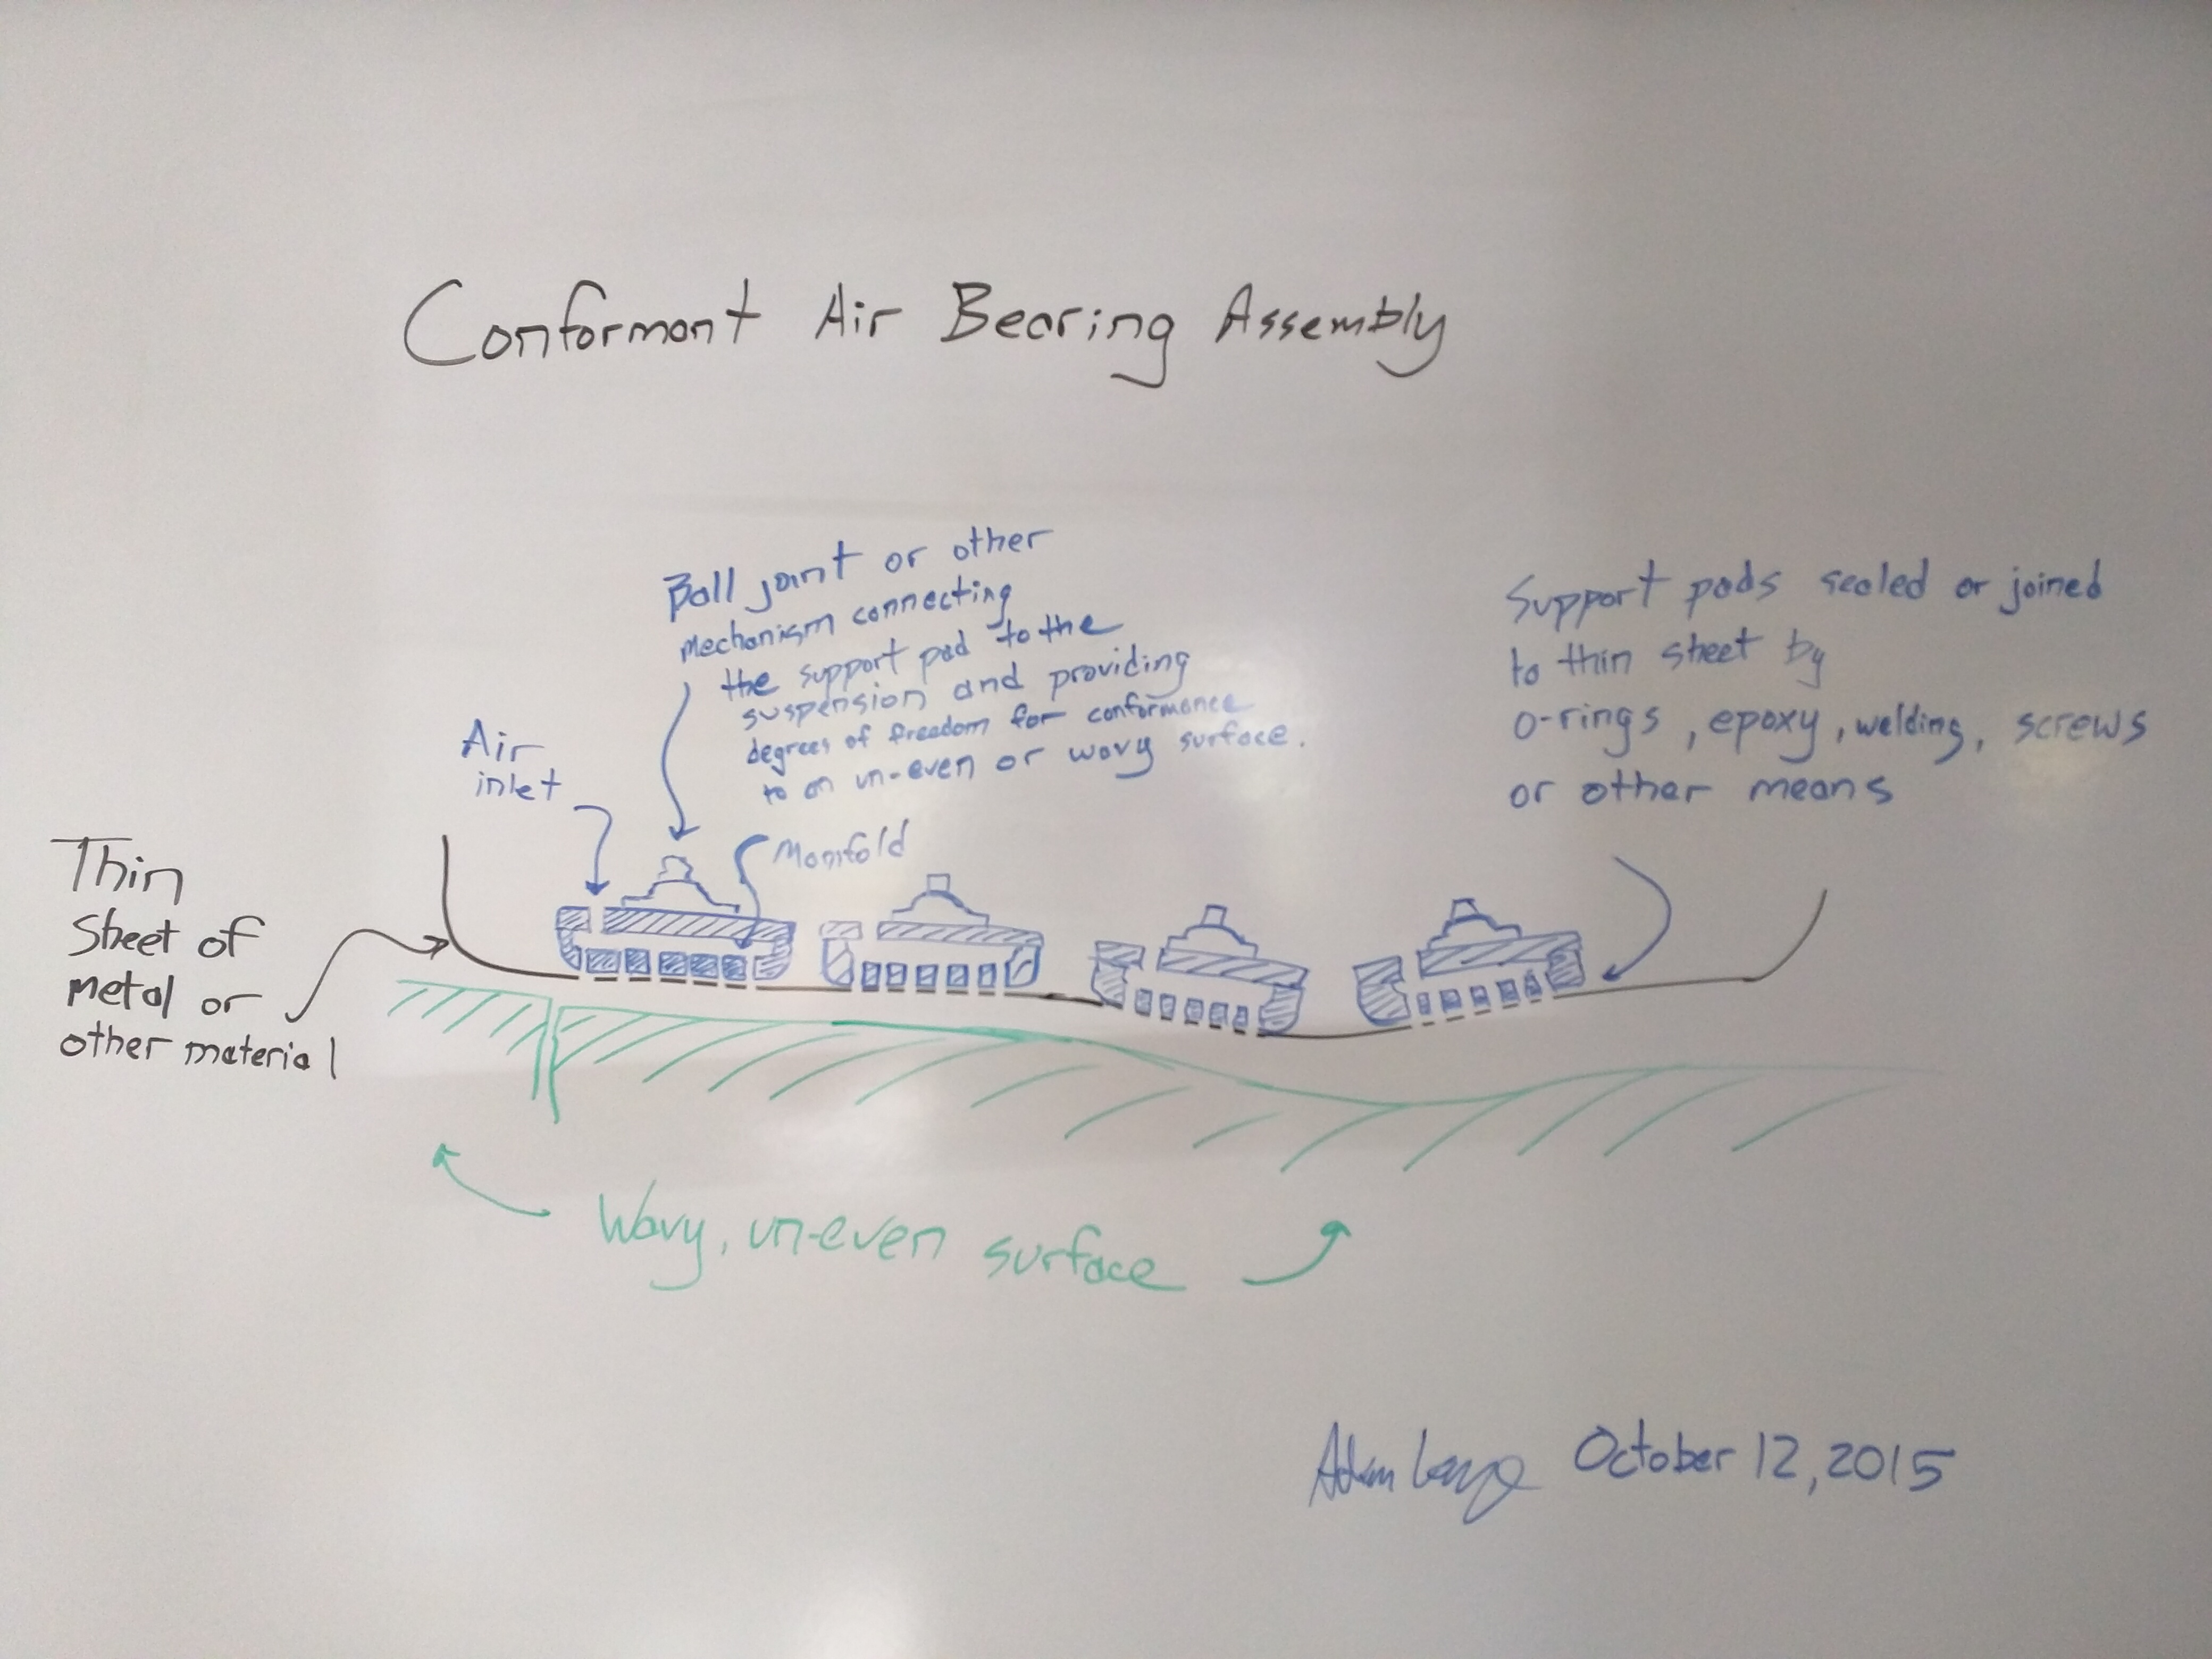 Conformant Air Bearing Assembly
Ball joint or other
mechanism connecting
the support pad to the
suspension and providing
degrees of freedom for conformance
to an un-even or wavy surface.
Support pads sealed or joined
to thin sheet by
o-rings, epoxy, welding, screws
or other means
Air
inlet
Manifold
Thin
Sheet of
metal or
other material
Wavy, un-even surface
Adam October 12, 2015